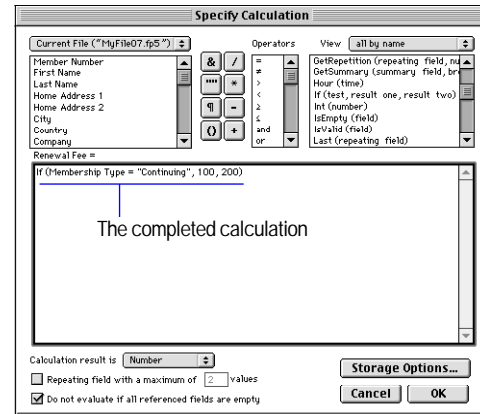 Specify Calculation
Current File ("MyFile07.fp5")
Member Number
First Name
Last Name
Home Address 1
Home Address 2
City
Country
Company
& /
"" *
¶ -
() +
Operators
=
≠
>
<
≥
≤
and
or
View all by name
GetRepetition (repeating field, nu
GetSummary (summary field, bre
Hour (time)
If (test, result one, result two)
Int (number)
IsEmpty (field)
IsValid (field)
Last (repeating field)
Renewal Fee =
If (Membership Type = "Continuing", 100, 200)
The completed calculation
Calculation result is Number
Repeating field with a maximum of 2 values
Do not evaluate if all referenced fields are empty
Storage Options...
Cancel OK